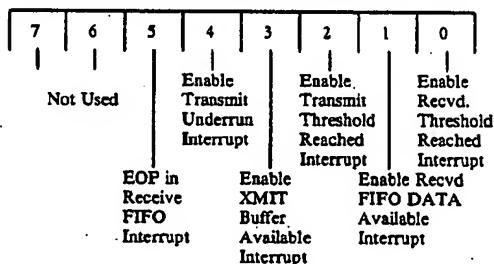 7 6 5 4 3 2 1 0
Not Used
Enable
Transmit
Underrun
Interrupt
Enable
Transmit
Threshold
Reached
Interrupt
Enable
Recvd.
Threshold
Reached
Interrupt
EOP in
Receive
FIFO
Interrupt
Enable
XMIT
Buffer
Available
Interrupt
Enable Recvd
FIFO DATA
Available
Interrupt